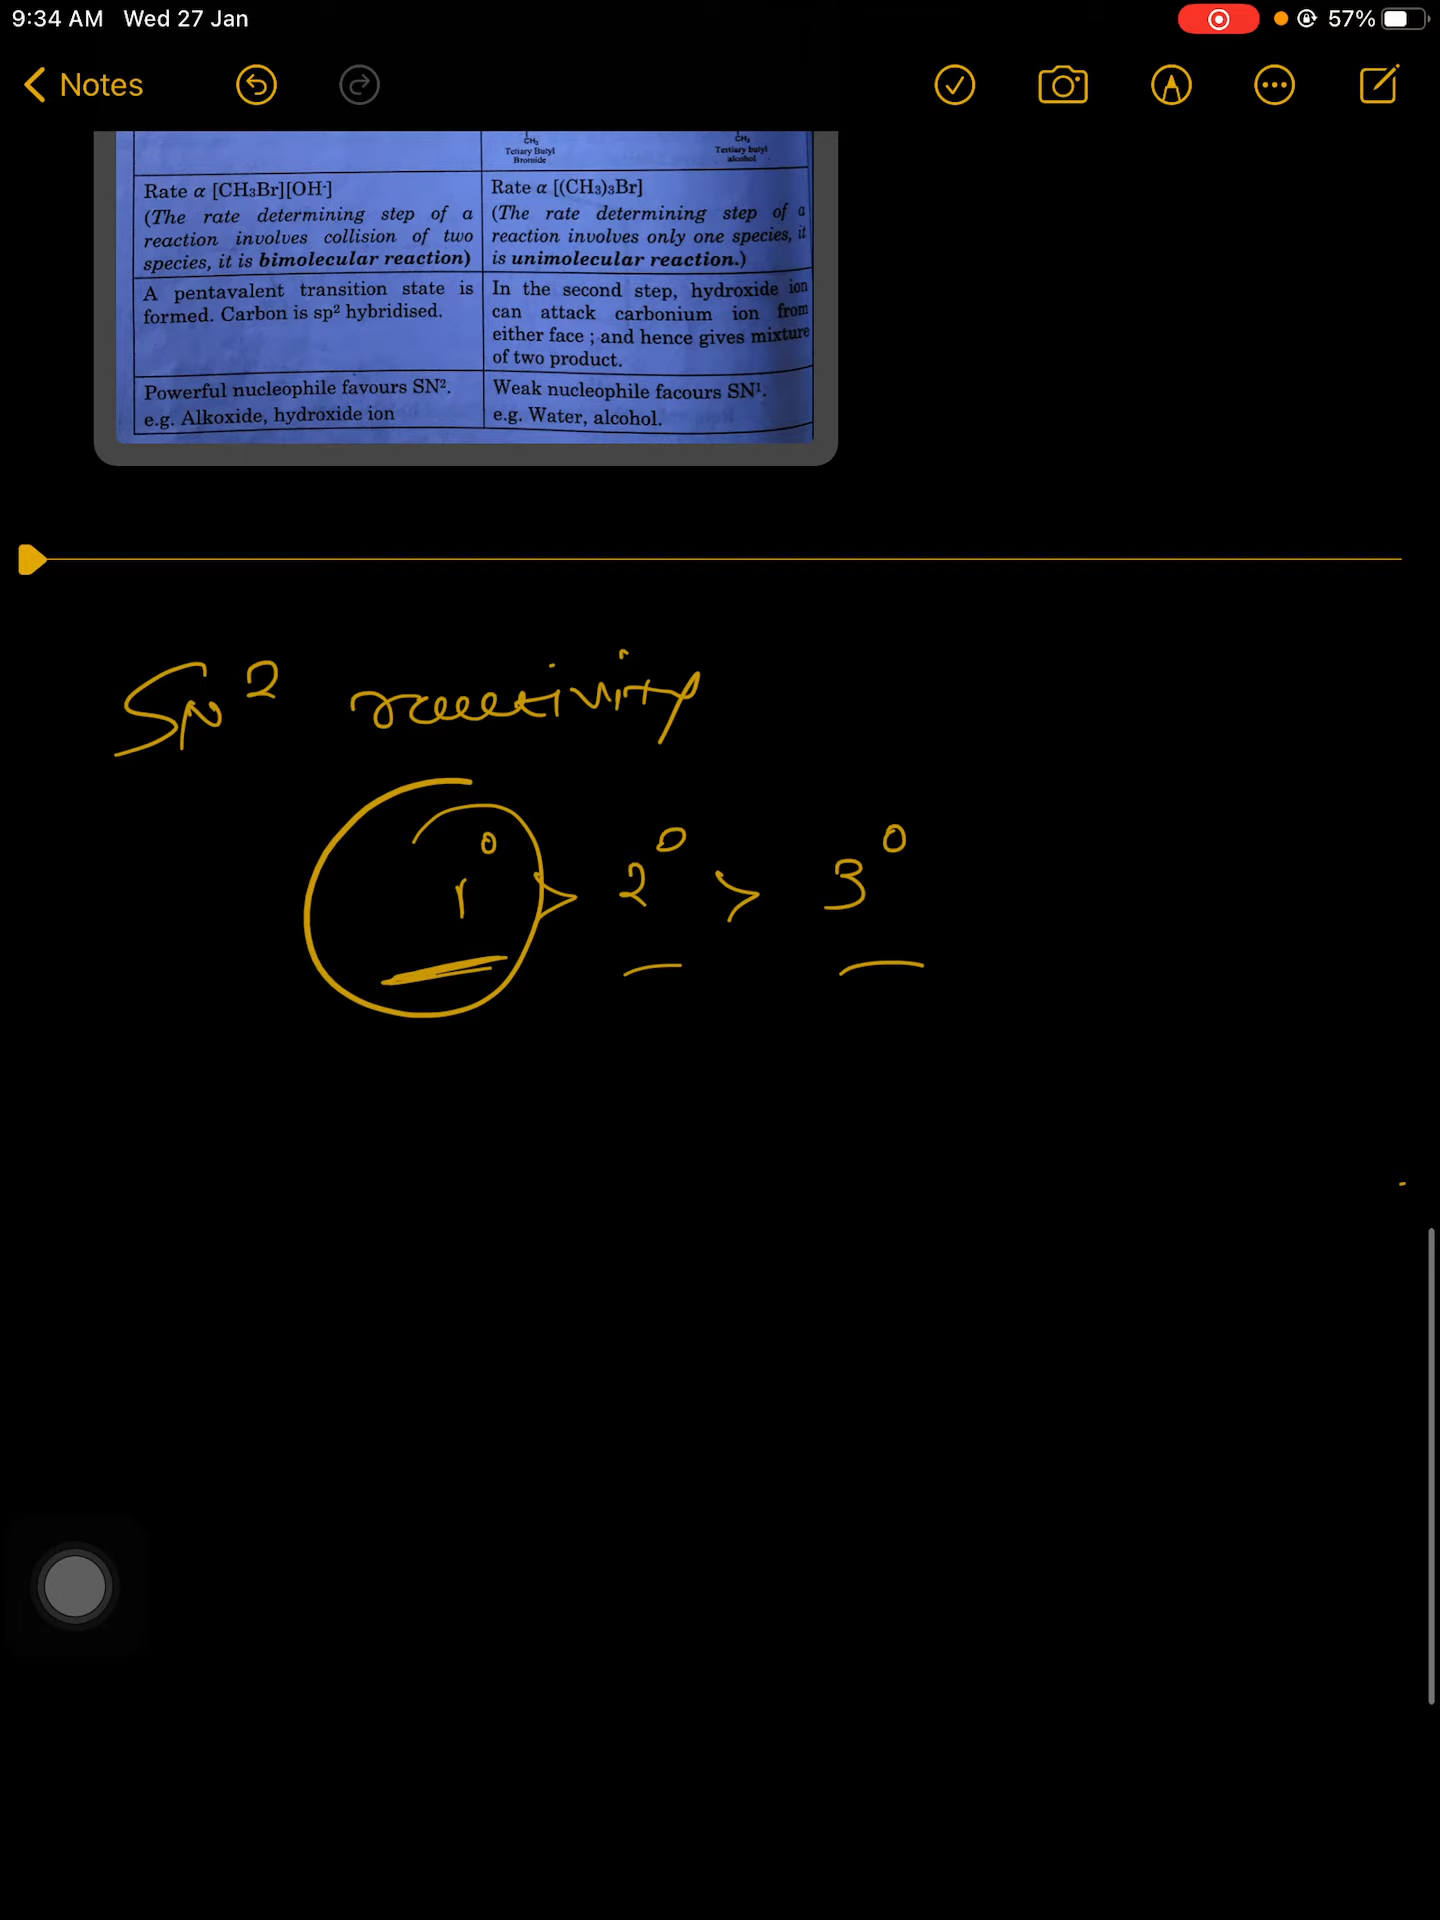 9:34 AM Wed 27 Jan
57%
Notes
CH₃
Tertiary Butyl
Bromide
CH₃
Tertiary butyl
alcohol
Rate α [CH₃Br][OH⁻]
(The rate determining step of a
reaction involves collision of two
species, it is bimolecular reaction)
Rate α [(CH₃)₃Br]
(The rate determining step of a
reaction involves only one species, it
is unimolecular reaction.)
A pentavalent transition state is
formed. Carbon is sp² hybridised.
In the second step, hydroxide ion
can attack carbonium ion from
either face ; and hence gives mixture
of two product.
Powerful nucleophile favours SN².
e.g. Alkoxide, hydroxide ion
Weak nucleophile facours SN¹.
e.g. Water, alcohol.
SN² reactivity
1° > 2° > 3°